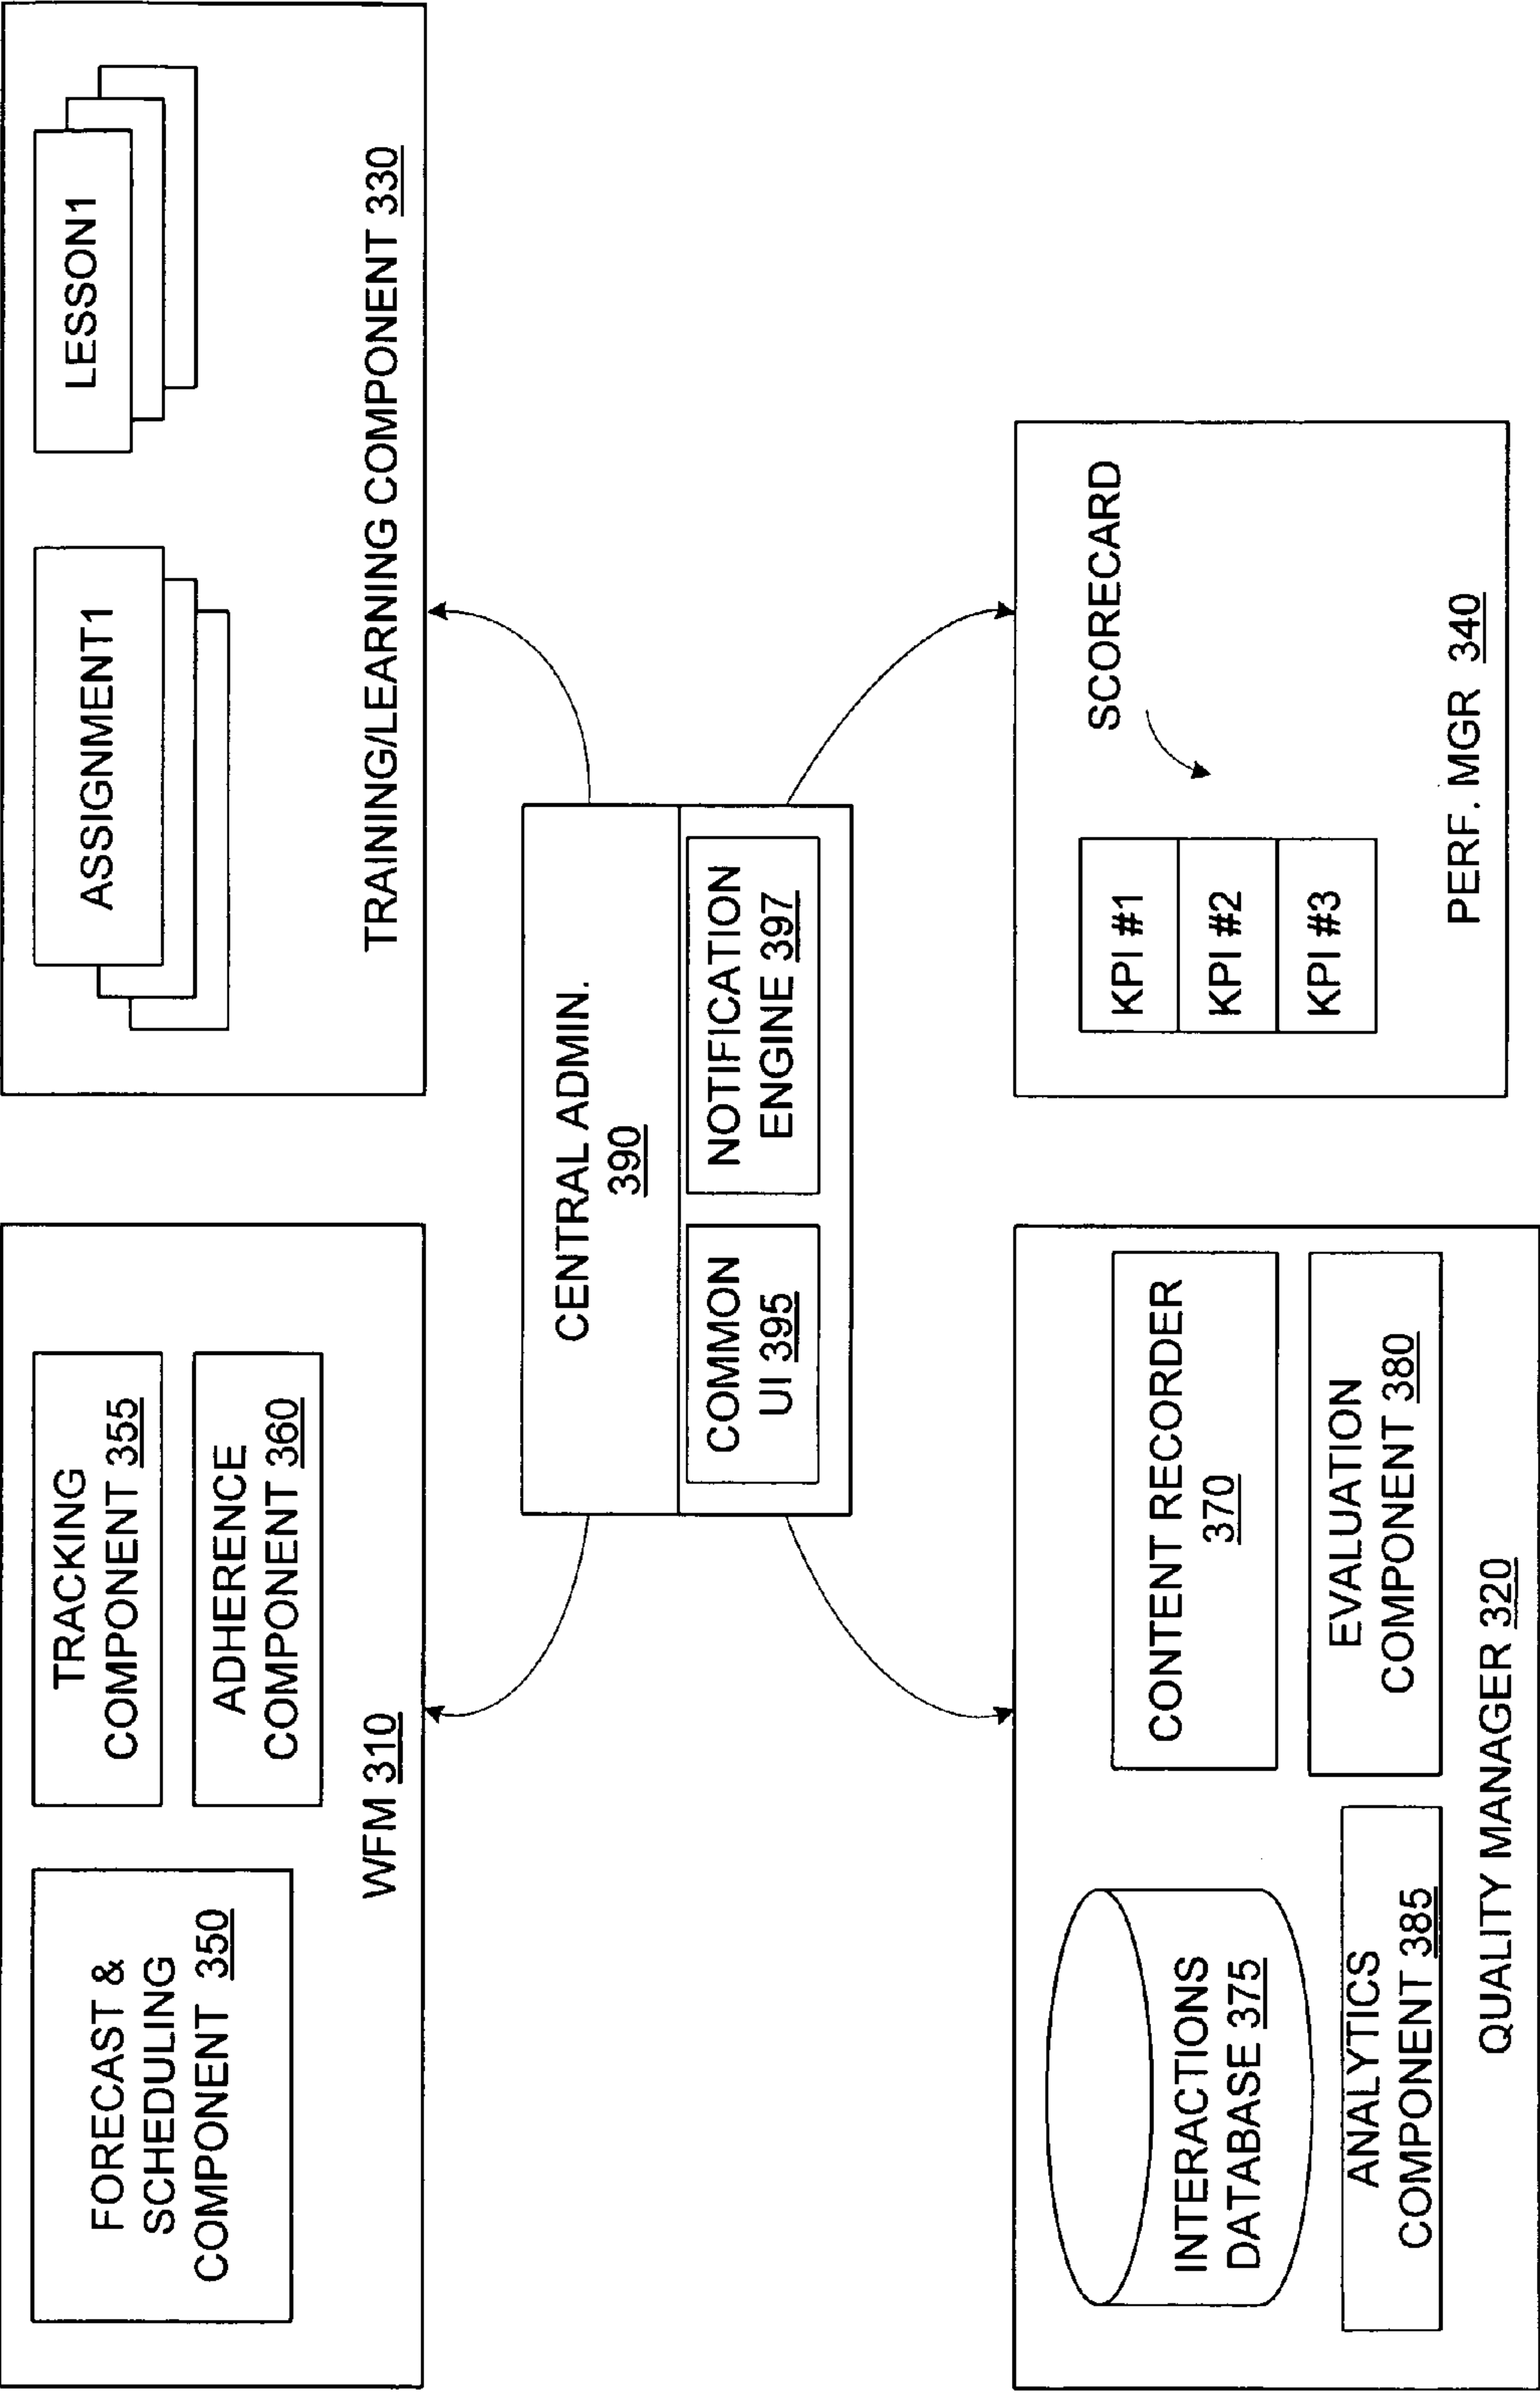 FORECAST &
SCHEDULING
COMPONENT 350
TRACKING
COMPONENT 355
ADHERENCE
COMPONENT 360
WFM 310
ASSIGNMENT1
LESSON1
TRAINING/LEARNING COMPONENT 330
CENTRAL ADMIN.
390
COMMON
UI 395
NOTIFICATION
ENGINE 397
INTERACTIONS
DATABASE 375
CONTENT RECORDER
370
ANALYTICS
COMPONENT 385
EVALUATION
COMPONENT 380
QUALITY MANAGER 320
KPI #1
KPI #2
KPI #3
SCORECARD
PERF. MGR 340